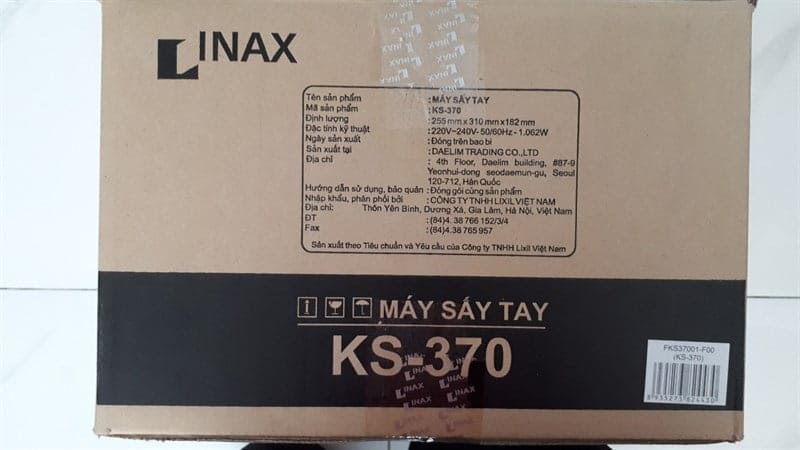 INAX
Tên sản phẩm : MÁY SẤY TAY
Mã sản phẩm : KS-370
Định lượng : 255 mm x 310 mm x 182 mm
Đặc tính kỹ thuật : 220V~240V- 50/60Hz - 1.062W
Ngày sản xuất : Đóng trên bao bì
Sản xuất tại : DAELIM TRADING CO.,LTD
Địa chỉ : 4th Floor, Daelim building, #87-9
Yeonhui-dong seodaemun-gu, Seoul
120-712, Hàn Quốc
Hướng dẫn sử dụng, bảo quản : Đóng gói cùng sản phẩm
Nhập khẩu, phân phối bởi : CÔNG TY TNHH LIXIL VIỆT NAM
Địa chỉ: Thôn Yên Bình, Dương Xá, Gia Lâm, Hà Nội, Việt Nam
ĐT : (84)4.38 766 152/3/4
Fax : (84)4.38 765 957
Sản xuất theo Tiêu chuẩn và Yêu cầu của Công ty TNHH Lixil Việt Nam
MÁY SẤY TAY
KS-370
INAX
INAX
FKS37001-F00
(KS-370)
8 935273 624430